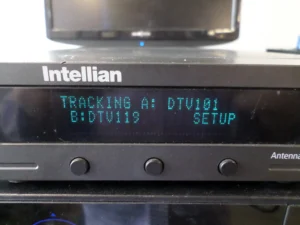 Intellian
TRACKING A: DTV101
B:DTV119 SETUP
Antenna